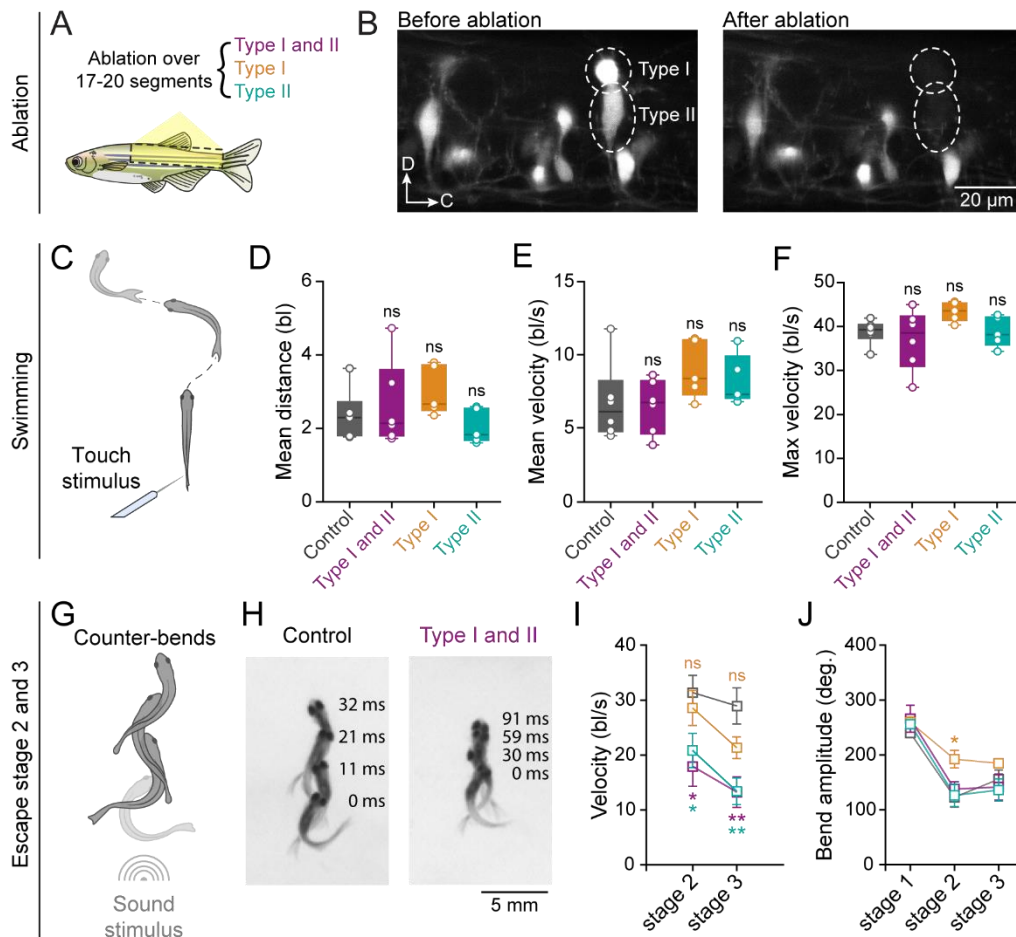 Ablation
A
Ablation over
17-20 segments
Type I and II
Type I
Type II
B
Before ablation
Type I
Type II
D
C
After ablation
20 µm
Swimming
C
Touch
stimulus
D
Mean distance (bl)
6
4
2
0
ns
ns
ns
Control
Type I and II
Type I
Type II
E
Mean velocity (bl/s)
15
10
5
0
ns
ns
ns
Control
Type I and II
Type I
Type II
F
Max velocity (bl/s)
50
40
30
20
10
0
ns
ns
ns
Control
Type I and II
Type I
Type II
Escape stage 2 and 3
G
Counter-bends
Sound
stimulus
H
Control
32 ms
21 ms
11 ms
0 ms
Type I and II
91 ms
59 ms
30 ms
0 ms
5 mm
I
Velocity (bl/s)
40
30
20
10
0
ns
ns
*
*
**
**
stage 2
stage 3
J
Bend amplitude (deg.)
400
300
200
100
0
*
stage 1
stage 2
stage 3